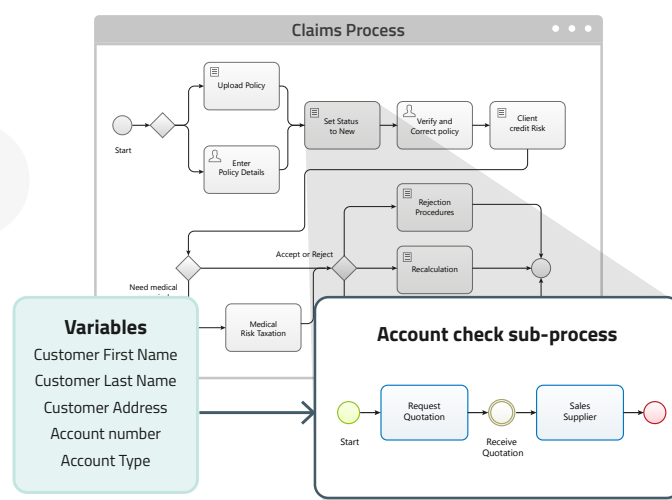 Claims Process
Upload Policy
Enter
Policy Details
Start
Set Status
to New
Verify and
Correct policy
Client
credit Risk
Rejection
Procedures
Accept or Reject
Recalculation
Need medical
Medical
Risk Taxation
Variables
Customer First Name
Customer Last Name
Customer Address
Account number
Account Type
Account check sub-process
Request
Quotation
Sales
Supplier
Start
Receive
Quotation